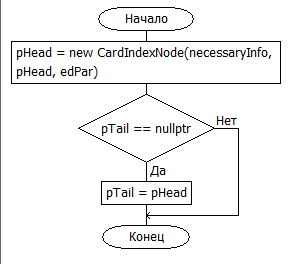 Начало
pHead = new CardIndexNode(necessaryInfo,
pHead, edPar)
pTail == nullptr
Нет
Да
pTail = pHead
Конец